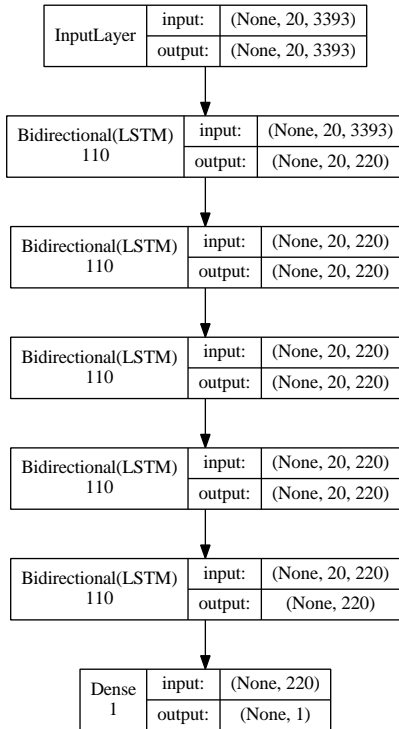 InputLayer
input: (None, 20, 3393)
output: (None, 20, 3393)
Bidirectional(LSTM)
110
input: (None, 20, 3393)
output: (None, 20, 220)
Bidirectional(LSTM)
110
input: (None, 20, 220)
output: (None, 20, 220)
Bidirectional(LSTM)
110
input: (None, 20, 220)
output: (None, 20, 220)
Bidirectional(LSTM)
110
input: (None, 20, 220)
output: (None, 20, 220)
Bidirectional(LSTM)
110
input: (None, 20, 220)
output: (None, 220)
Dense
1
input: (None, 220)
output: (None, 1)